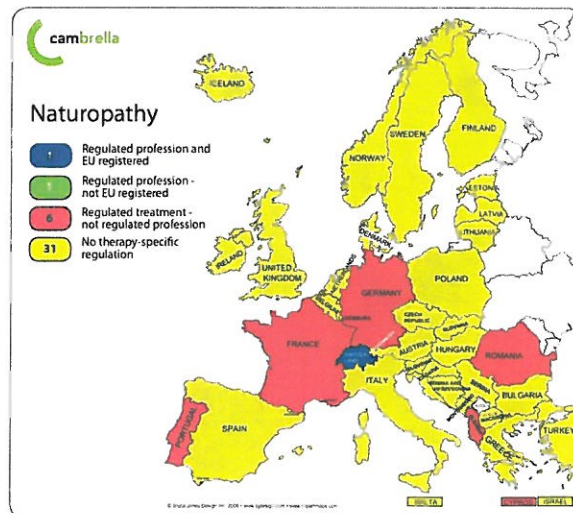 cambrella
Naturopathy
1
Regulated profession and
EU registered
1
Regulated profession -
not EU registered
6
Regulated treatment -
not regulated profession
31
No therapy-specific
regulation
ICELAND
NORWAY
SWEDEN
FINLAND
ESTONIA
LATVIA
LITHUANIA
DENMARK
IRELAND
UNITED
KINGDOM
POLAND
GERMANY
CZECH REPUBLIC
FRANCE
AUSTRIA
HUNGARY
ROMANIA
ITALY
SERBIA
BULGARIA
PORTUGAL
SPAIN
TURKEY
GREECE
MALTA
CYPRUS
ISRAEL